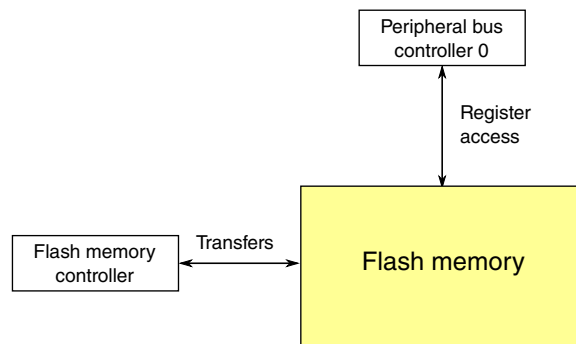 Peripheral bus
controller 0
Register
access
Transfers
Flash memory
controller
Flash memory